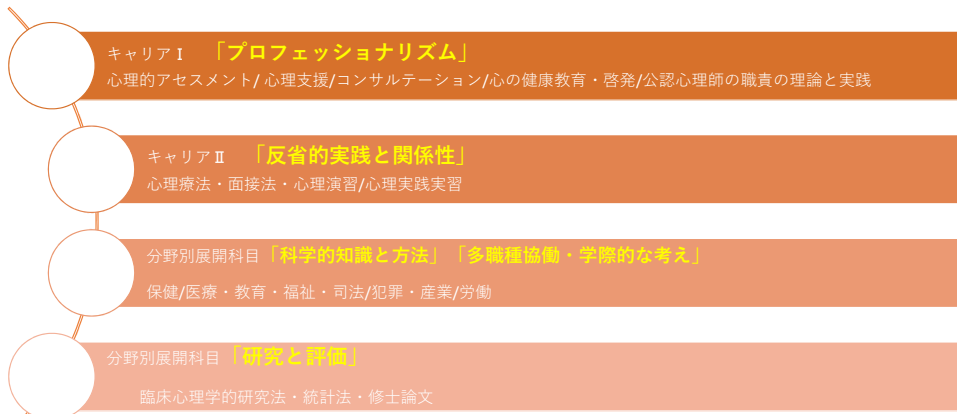 キャリアⅠ 「プロフェッショナリズム」
心理的アセスメント/ 心理支援/コンサルテーション/心の健康教育・啓発/公認心理師の職責の理論と実践
キャリアⅡ 「反省的実践と関係性」
心理療法・面接法・心理演習/心理実践実習
分野別展開科目「科学的知識と方法」「多職種協働・学際的な考え」
保健/医療・教育・福祉・司法/犯罪・産業/労働
分野別展開科目「研究と評価」
臨床心理学的研究法・統計法・修士論文